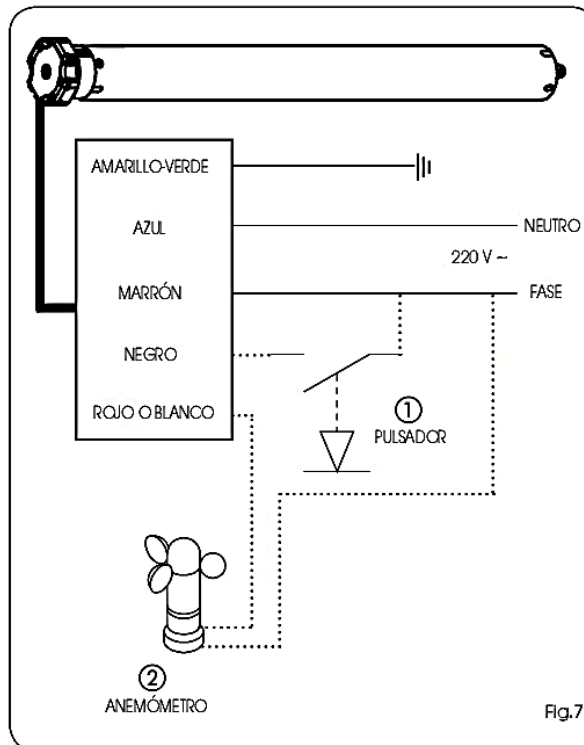 AMARILLO-VERDE
AZUL
NEUTRO
220 V ~
MARRÓN
FASE
NEGRO
ROJO O BLANCO
1
PULSADOR
2
ANEMÓMETRO
Fig.7